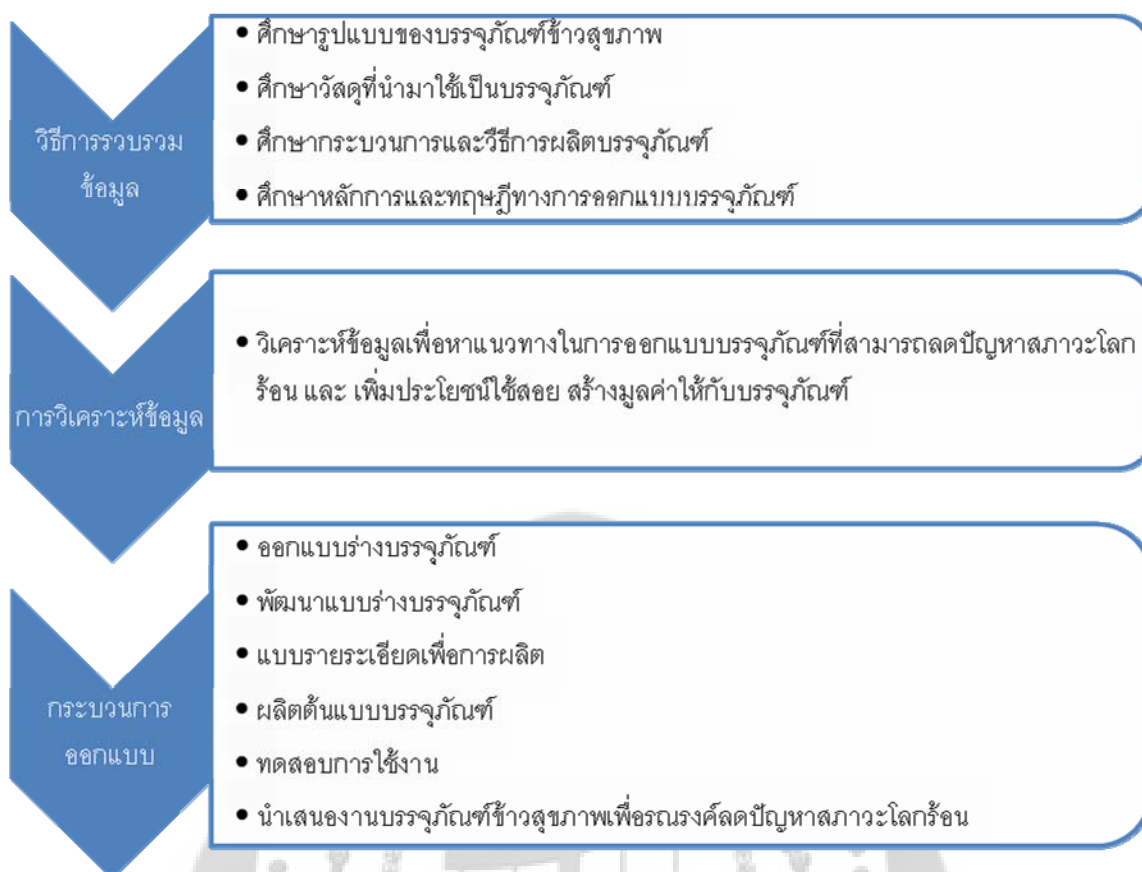 วิธีการรวบรวม
ข้อมูล
• ศึกษารูปแบบของบรรจุภัณฑ์ข้าวสุขภาพ
• ศึกษาวัสดุที่นำมาใช้เป็นบรรจุภัณฑ์
• ศึกษากระบวนการและวิธีการผลิตบรรจุภัณฑ์
• ศึกษาหลักการและทฤษฎีทางการออกแบบบรรจุภัณฑ์
การวิเคราะห์ข้อมูล
• วิเคราะห์ข้อมูลเพื่อหาแนวทางในการออกแบบบรรจุภัณฑ์ที่สามารถลดปัญหาสภาวะโลก
ร้อน และ เพิ่มประโยชน์ใช้สอย สร้างมูลค่าให้กับบรรจุภัณฑ์
กระบวนการ
ออกแบบ
• ออกแบบร่างบรรจุภัณฑ์
• พัฒนาแบบร่างบรรจุภัณฑ์
• แบบรายระเอียดเพื่อการผลิต
• ผลิตต้นแบบบรรจุภัณฑ์
• ทดสอบการใช้งาน
• นำเสนองานบรรจุภัณฑ์ข้าวสุขภาพเพื่อรณรงค์ลดปัญหาสภาวะโลกร้อน